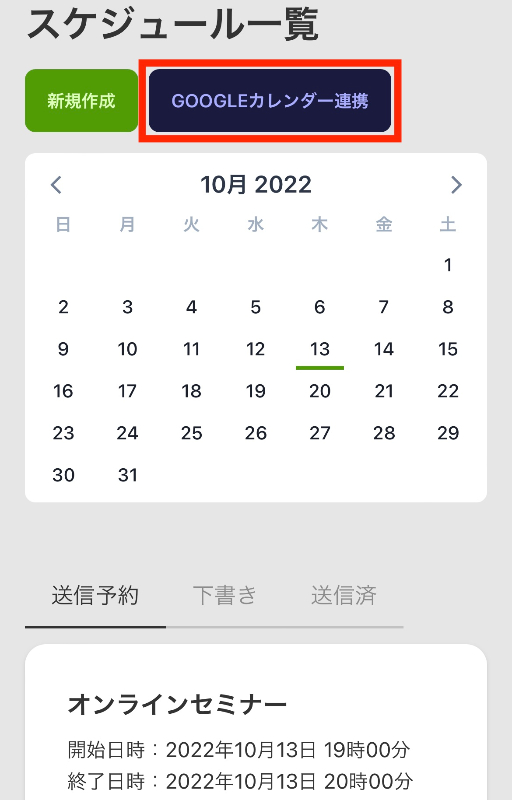 スケジュール一覧
新規作成 GOOGLEカレンダー連携
10月 2022
日 月 火 水 木 金 土
1
2 3 4 5 6 7 8
9 10 11 12 13 14 15
16 17 18 19 20 21 22
23 24 25 26 27 28 29
30 31
送信予約 下書き 送信済
オンラインセミナー
開始日時：2022年10月13日 19時00分
終了日時：2022年10月13日 20時00分